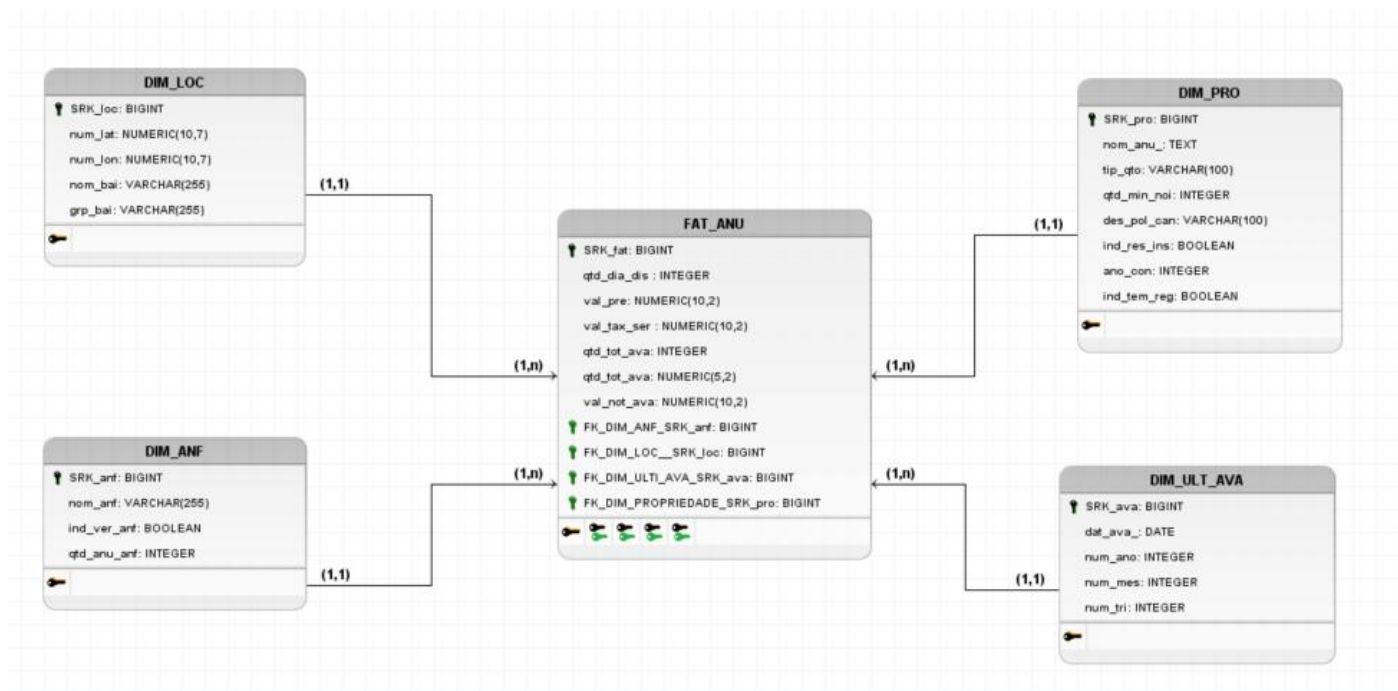 DIM_LOC
SRK_loc: BIGINT
num_lat: NUMERIC(10,7)
num_lon: NUMERIC(10,7)
nom_bai: VARCHAR(255)
grp_bai: VARCHAR(255)
(1,1)
(1,n)
DIM_ANF
SRK_anf: BIGINT
nom_anf: VARCHAR(255)
ind_ver_anf: BOOLEAN
qtd_anu_anf: INTEGER
(1,1)
(1,n)
FAT_ANU
SRK_fat: BIGINT
qtd_dia_dis : INTEGER
val_pre: NUMERIC(10,2)
val_tax_ser : NUMERIC(10,2)
qtd_tot_ava: INTEGER
qtd_tot_ava: NUMERIC(5,2)
val_not_ava: NUMERIC(10,2)
FK_DIM_ANF_SRK_anf: BIGINT
FK_DIM_LOC__SRK_loc: BIGINT
FK_DIM_ULTI_AVA_SRK_ava: BIGINT
FK_DIM_PROPRIEDADE_SRK_pro: BIGINT
DIM_PRO
SRK_pro: BIGINT
nom_anu_: TEXT
tip_qto: VARCHAR(100)
qtd_min_noi: INTEGER
des_pol_can: VARCHAR(100)
ind_res_ins: BOOLEAN
ano_con: INTEGER
ind_tem_reg: BOOLEAN
(1,1)
(1,n)
DIM_ULT_AVA
SRK_ava: BIGINT
dat_ava_: DATE
num_ano: INTEGER
num_mes: INTEGER
num_tri: INTEGER
(1,1)
(1,n)